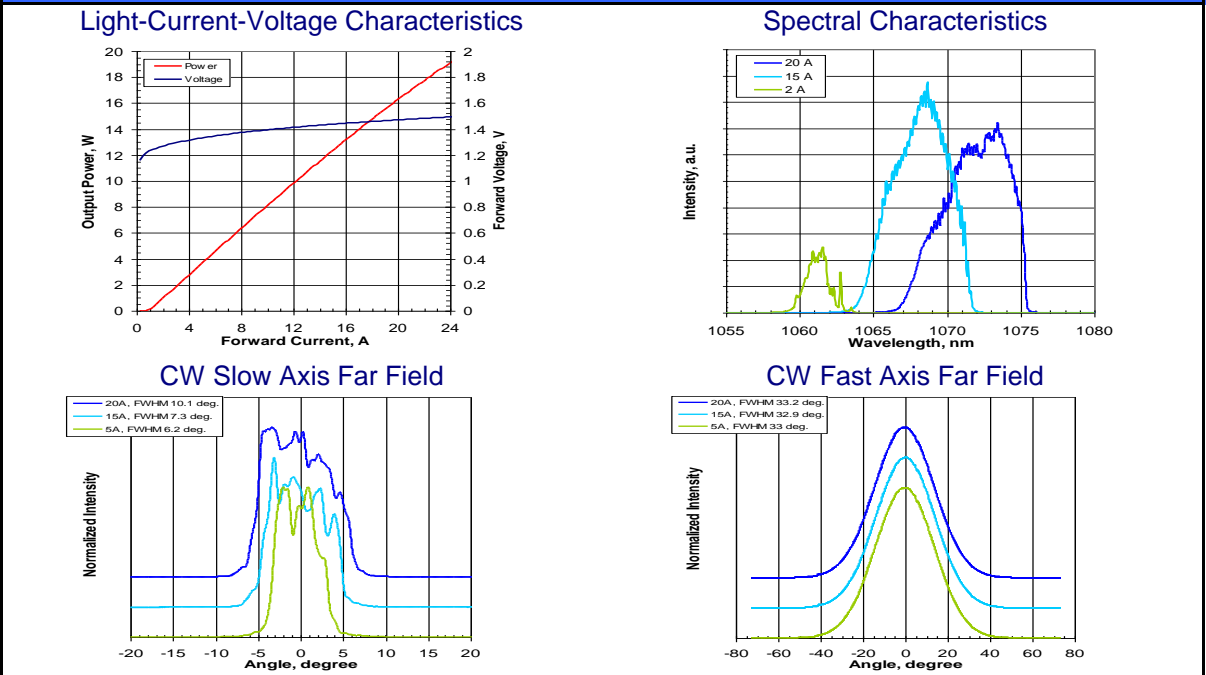 Light-Current-Voltage Characteristics
20
18
16
14
12
10
8
6
4
2
0
Output Power, W
Power
Voltage
2
1.8
1.6
1.4
1.2
1
0.8
0.6
0.4
0.2
0
Forward Voltage, V
0 4 8 12 16 20 24
Forward Current, A
Spectral Characteristics
Intensity, a.u.
20 A
15 A
2 A
1055 1060 1065 1070 1075 1080
Wavelength, nm
CW Slow Axis Far Field
20A, FWHM 10.1 deg.
15A, FWHM 7.3 deg.
5A, FWHM 6.2 deg.
Normalized Intensity
-20 -15 -10 -5 0 5 10 15 20
Angle, degree
CW Fast Axis Far Field
20A, FWHM 33.2 deg.
15A, FWHM 32.9 deg.
5A, FWHM 33 deg.
Normalized Intensity
-80 -60 -40 -20 0 20 40 60 80
Angle, degree